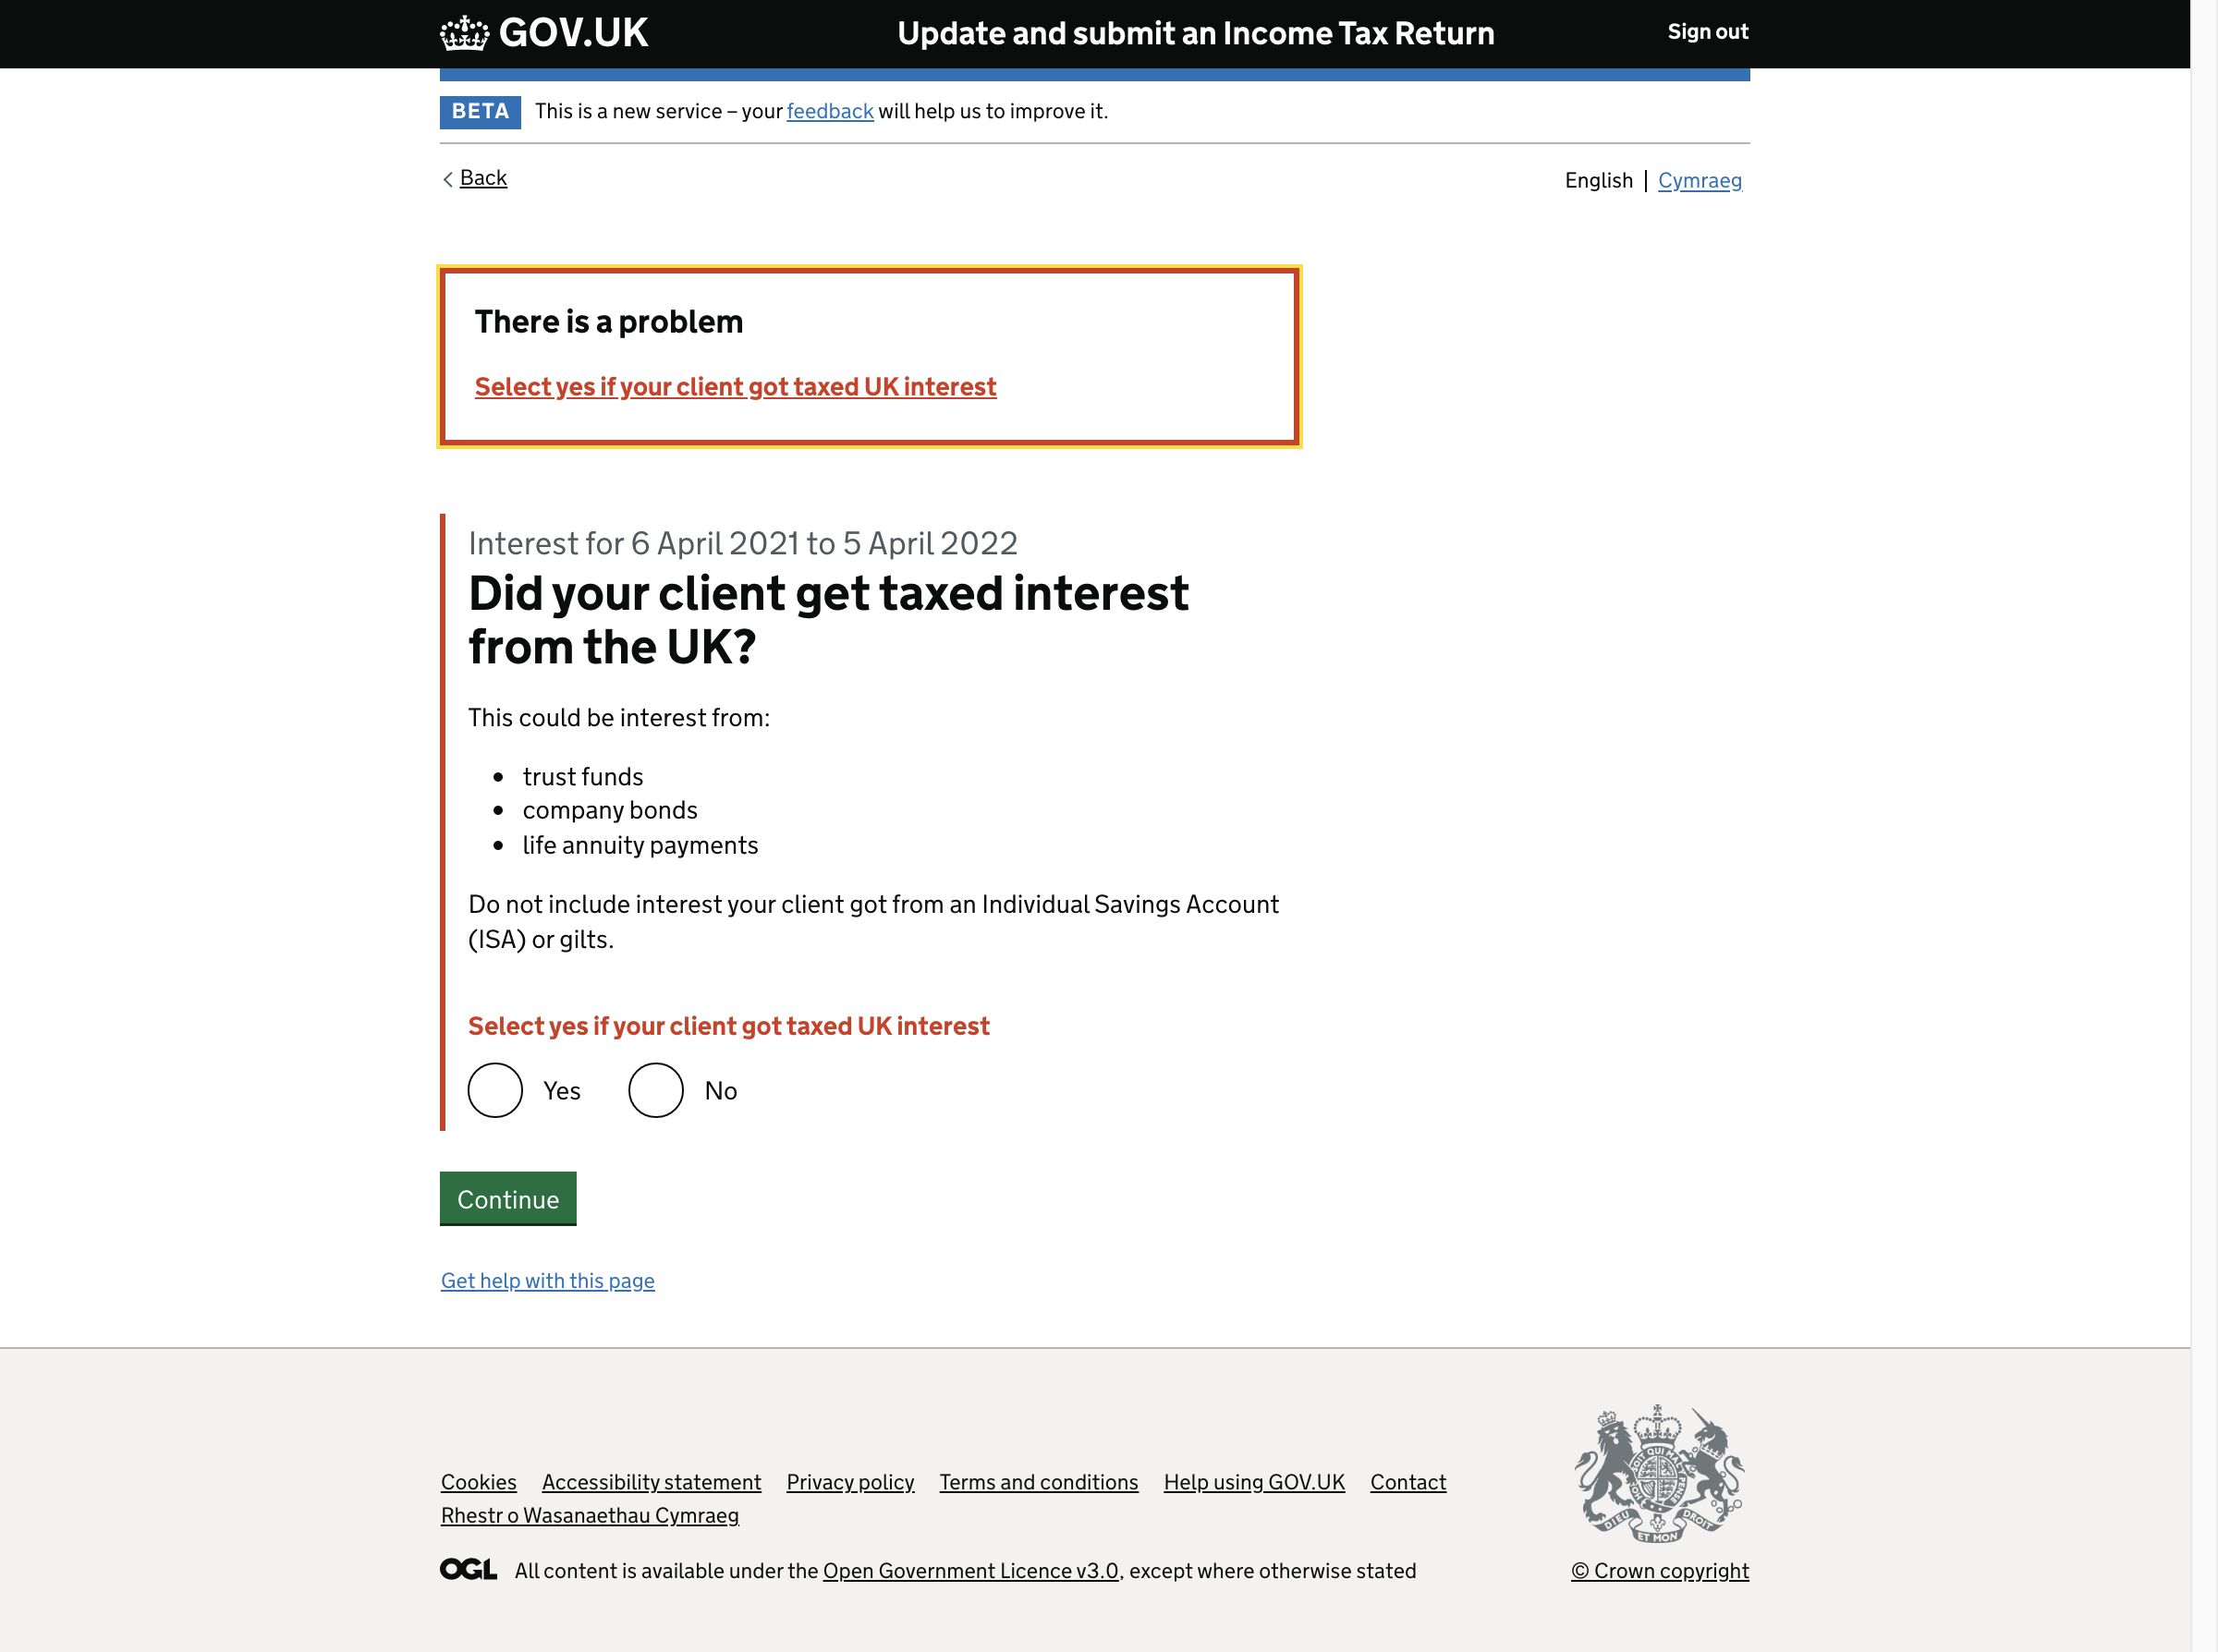 GOV.UK
Update and submit an Income Tax Return
Sign out
BETA
This is a new service – your feedback will help us to improve it.
Back
English
Cymraeg
There is a problem
Select yes if your client got taxed UK interest
Interest for 6 April 2021 to 5 April 2022
Did your client get taxed interest
from the UK?
This could be interest from:
trust funds
company bonds
life annuity payments
Do not include interest your client got from an Individual Savings Account
(ISA) or gilts.
Select yes if your client got taxed UK interest
Yes
No
Continue
Get help with this page
Cookies
Accessibility statement
Privacy policy
Terms and conditions
Help using GOV.UK
Contact
Rhestr o Wasanaethau Cymraeg
OGL
All content is available under the Open Government Licence v3.0, except where otherwise stated
DIEU ET MON DROIT
© Crown copyright